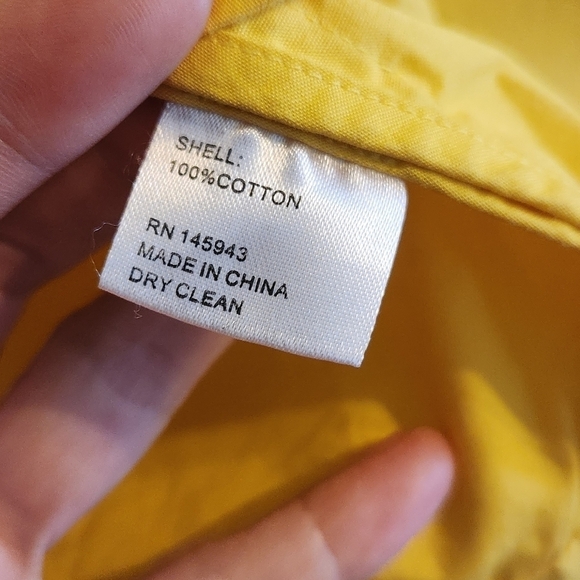 SHELL:
100%COTTON
RN 145943
MADE IN CHINA
DRY CLEAN